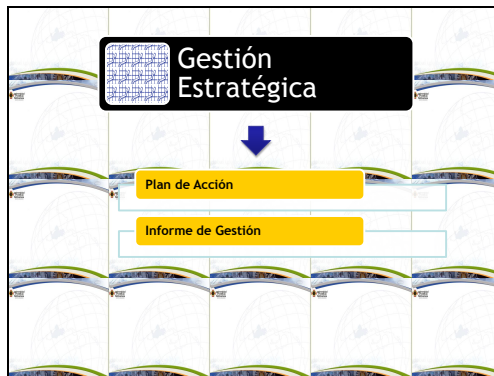 Gestión
Estratégica
Plan de Acción
Informe de Gestión